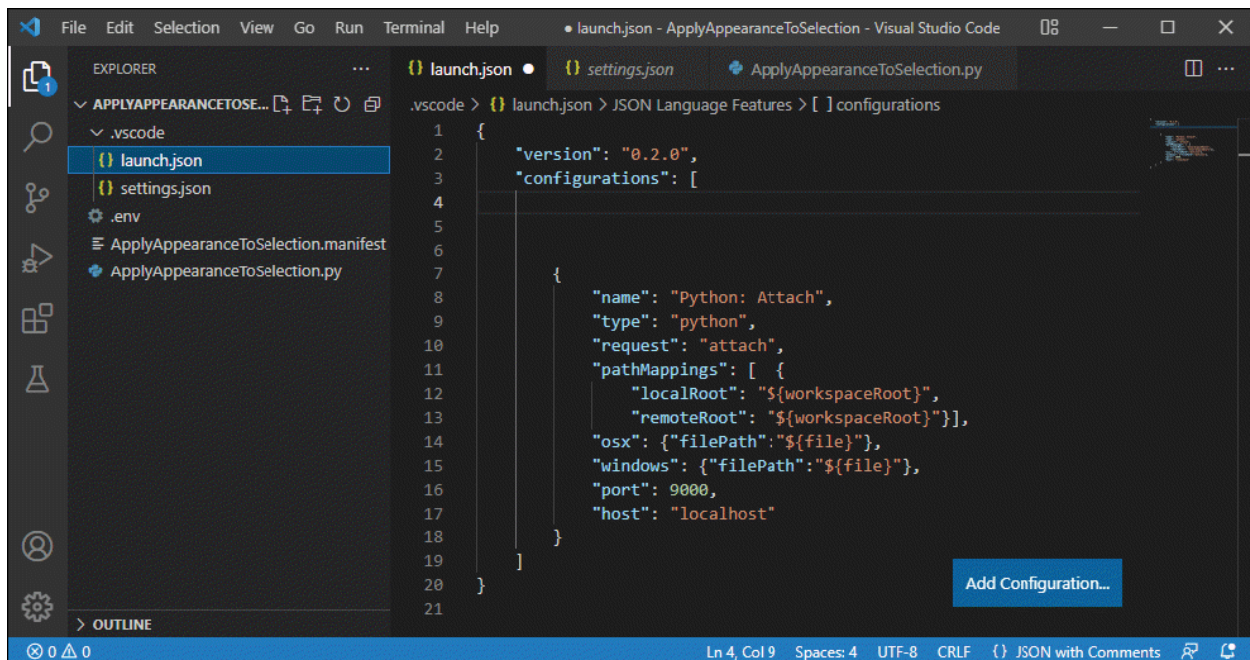 File Edit Selection View Go Run Terminal Help ● launch.json - ApplyAppearanceToSelection - Visual Studio Code
EXPLORER ...
{} launch.json ● {} settings.json ApplyAppearanceToSelection.py ...
1
APPLYAPPEARANCETOSE...
.vscode > {} launch.json > JSON Language Features > [ ] configurations
.vscode
{} launch.json
{} settings.json
.env
ApplyAppearanceToSelection.manifest
ApplyAppearanceToSelection.py
1 {
2 "version": "0.2.0",
3 "configurations": [
4
5
6
7 {
8 "name": "Python: Attach",
9 "type": "python",
10 "request": "attach",
11 "pathMappings": [ {
12 "localRoot": "${workspaceRoot}",
13 "remoteRoot": "${workspaceRoot}"}],
14 "osx": {"filePath":"${file}"},
15 "windows": {"filePath":"${file}"},
16 "port": 9000,
17 "host": "localhost"
18 }
19 ]
20 }
21
Add Configuration...
> OUTLINE
0 0 Ln 4, Col 9 Spaces: 4 UTF-8 CRLF {} JSON with Comments